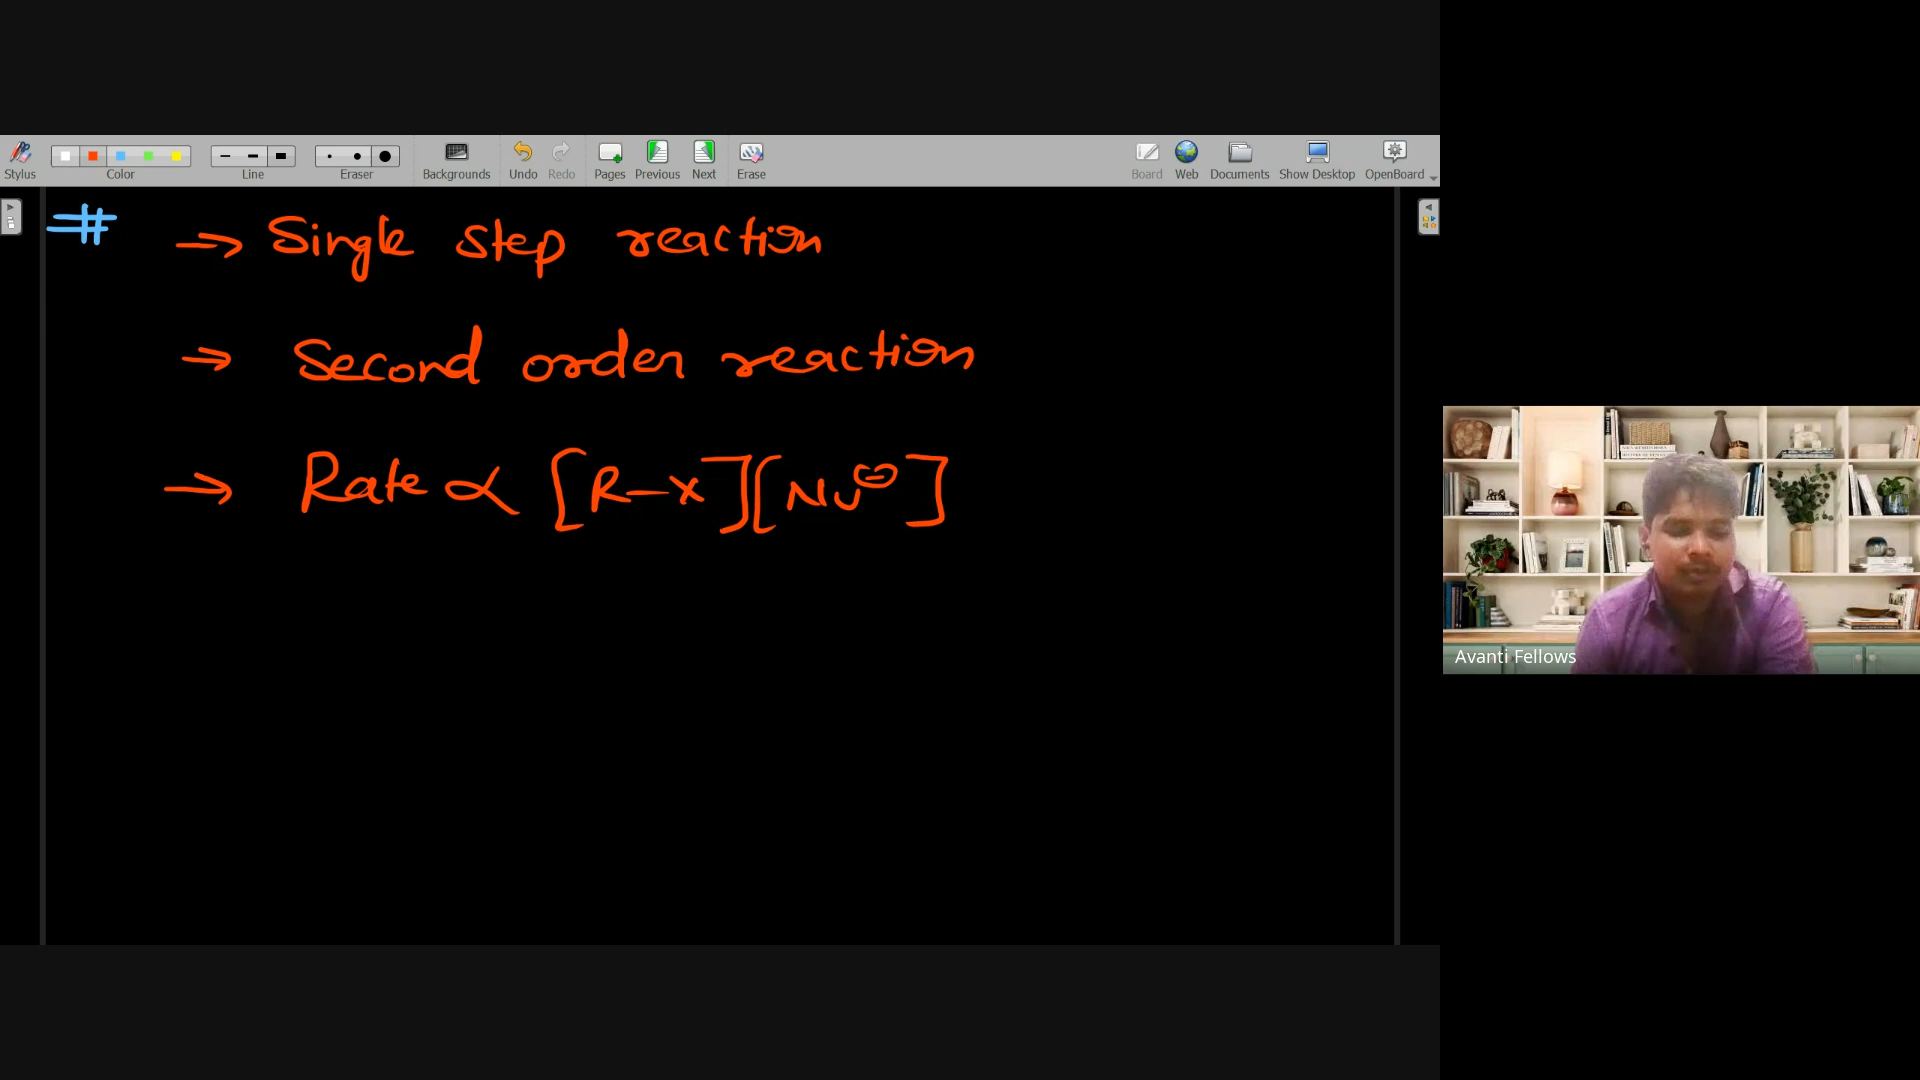 Stylus Color Line Eraser Backgrounds Undo Redo Pages Previous Next Erase Board Web Documents Show Desktop OpenBoard
# → Single step reaction
→ Second order reaction
→ Rate ∝ [R-X][Nu⊖]
Avanti Fellows